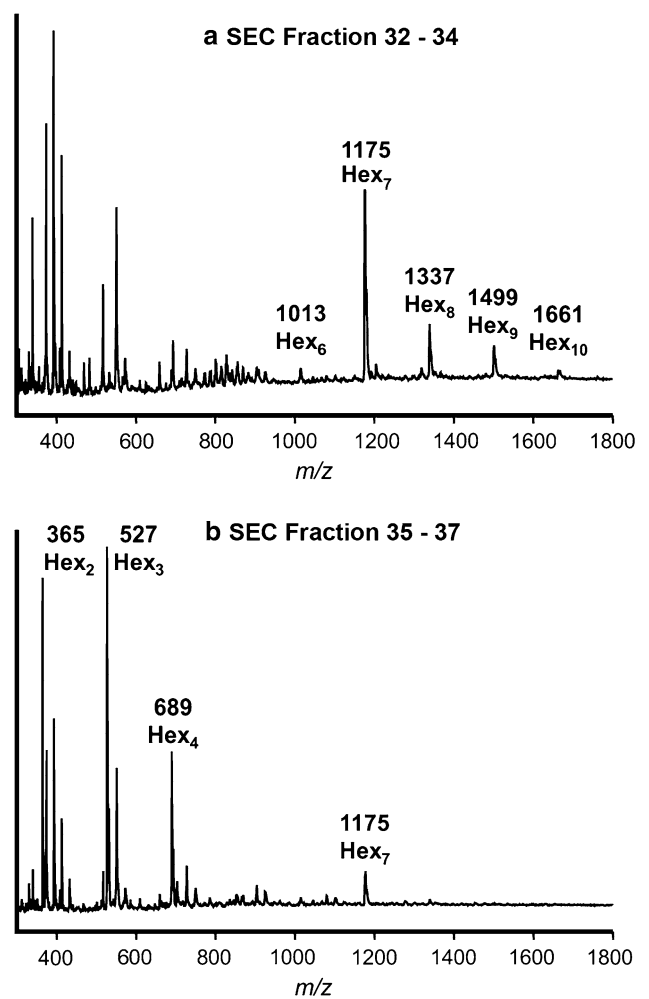 a SEC Fraction 32 - 34
1175
Hex₇
1337
Hex₈
1499
Hex₉
1013
Hex₆
1661
Hex₁₀
400 600 800 1000 1200 1400 1600 1800
m/z
b SEC Fraction 35 - 37
365
Hex₂
527
Hex₃
689
Hex₄
1175
Hex₇
400 600 800 1000 1200 1400 1600 1800
m/z